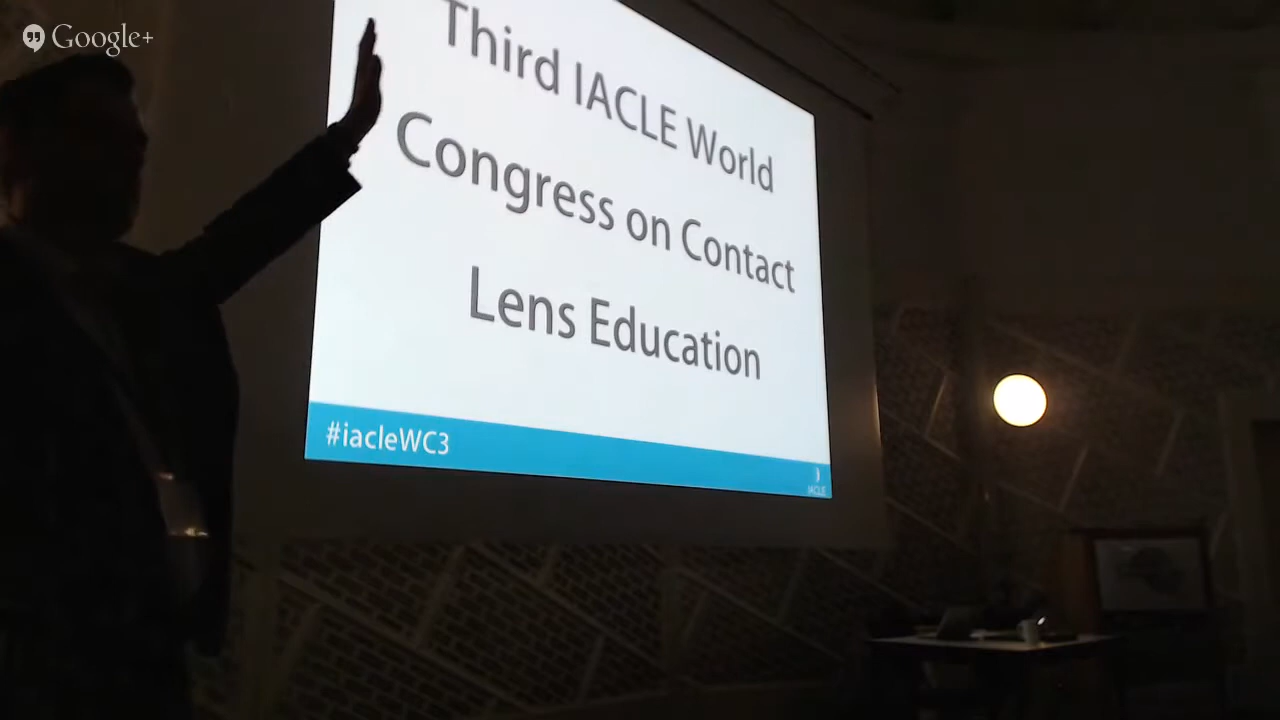 Google+
Third IACLE World
Congress on Contact
Lens Education
#iacleWC3
IACLE